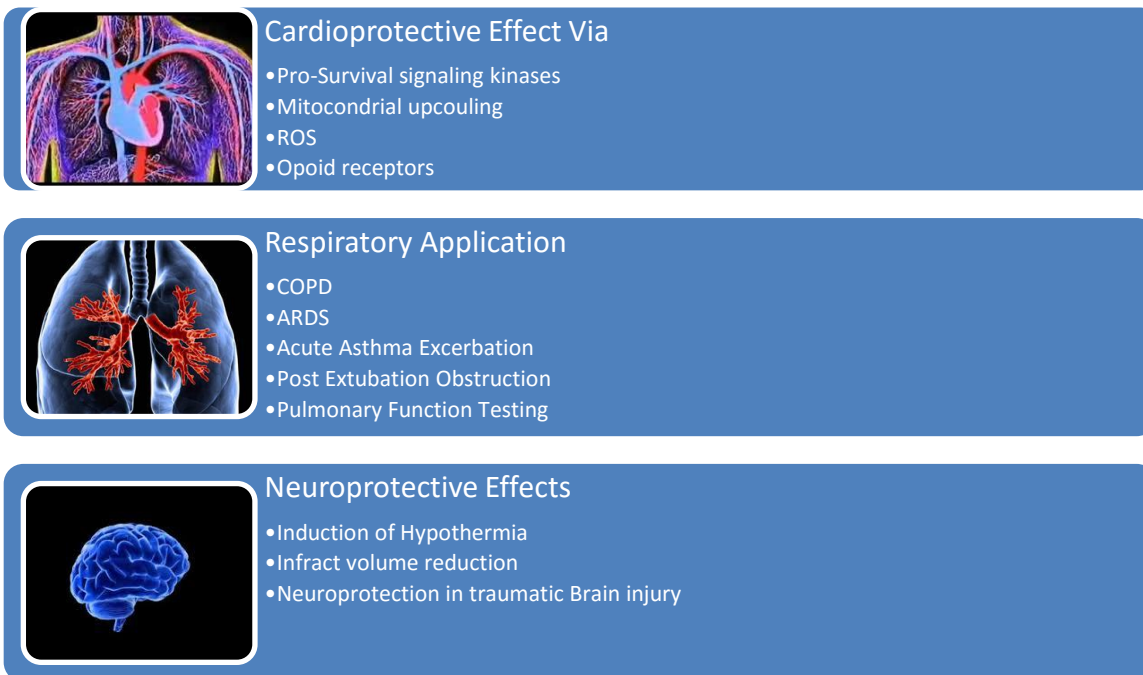 Cardioprotective Effect Via
•Pro-Survival signaling kinases
•Mitocondrial upcouling
•ROS
•Opoid receptors
Respiratory Application
•COPD
•ARDS
•Acute Asthma Excerbation
•Post Extubation Obstruction
•Pulmonary Function Testing
Neuroprotective Effects
•Induction of Hypothermia
•Infract volume reduction
•Neuroprotection in traumatic Brain injury